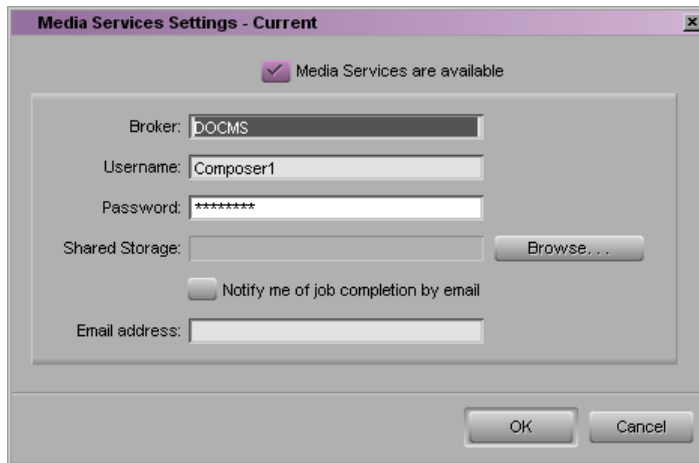 Media Services Settings - Current
Media Services are available
Broker: DOCMS
Username: Composer1
Password: ********
Shared Storage: Browse. . .
Notify me of job completion by email
Email address:
OK Cancel